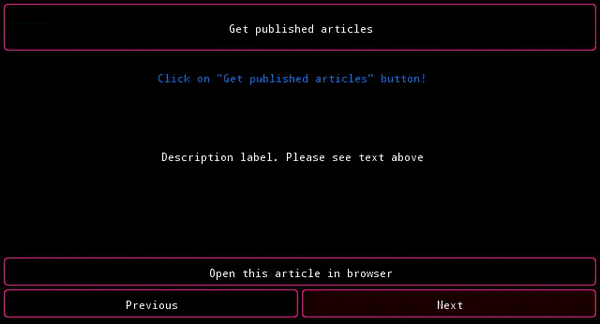 Get published articles
Click on "Get published articles" button!
Description label. Please see text above
Open this article in browser
Previous
Next